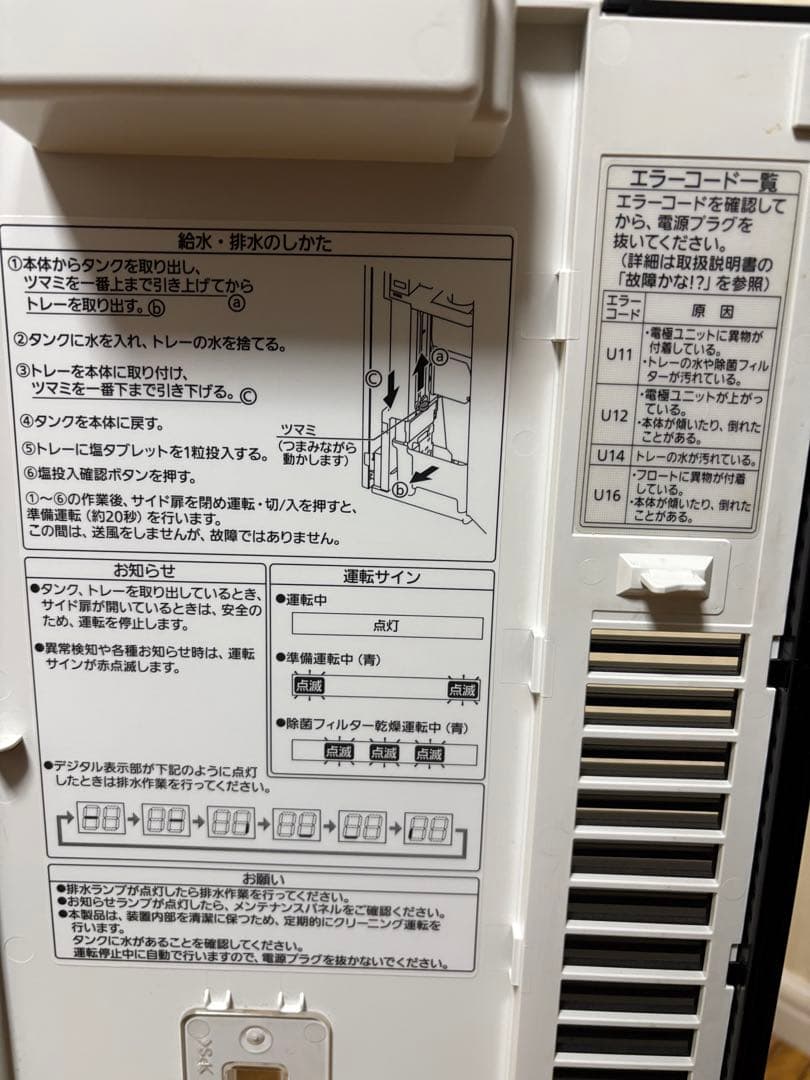 給水・排水のしかた
①本体からタンクを取り出し、
ツマミを一番上まで引き上げてから
トレーを取り出す。ⓑ ⓐ
②タンクに水を入れ、トレーの水を捨てる。
③トレーを本体に取り付け、
ツマミを一番下まで引き下げる。ⓒ
④タンクを本体に戻す。
⑤トレーに塩タブレットを1粒投入する。
⑥塩投入確認ボタンを押す。
ⓐ
ⓒ
ツマミ
(つまみながら
動かします)
ⓑ
①～⑥の作業後、サイド扉を閉め運転・切/入を押すと、
準備運転(約20秒)を行います。
この間は、送風をしませんが、故障ではありません。
お知らせ
●タンク、トレーを取り出しているとき、
サイド扉が開いているときは、安全の
ため、運転を停止します。
●異常検知や各種お知らせ時は、運転
サインが赤点滅します。
●デジタル表示部が下記のように点灯
したときは排水作業を行ってください。
運転サイン
●運転中
点灯
●準備運転中(青)
点滅 点滅
●除菌フィルター乾燥運転中(青)
点滅 点滅 点滅
お願い
●排水ランプが点灯したら排水作業を行ってください。
●お知らせランプが点灯したら、メンテナンスパネルをご確認ください。
●本製品は、装置内部を清潔に保つため、定期的にクリーニング運転を
行います。
タンクに水があることを確認してください。
運転停止中に自動で行いますので、電源プラグを抜かないでください。
エラーコード一覧
エラーコードを確認して
から、電源プラグを
抜いてください。
(詳細は取扱説明書の
「故障かな!?」を参照)
エラー
コード 原因
U11 ・電極ユニットに異物が
付着している。
・トレーの水や除菌フィル
ターが汚れている。
U12 ・電極ユニットが上がっ
ている。
・本体が傾いたり、倒れた
ことがある。
U14 トレーの水が汚れている。
U16 ・フロートに異物が付着
している。
・本体が傾いたり、倒れた
ことがある。